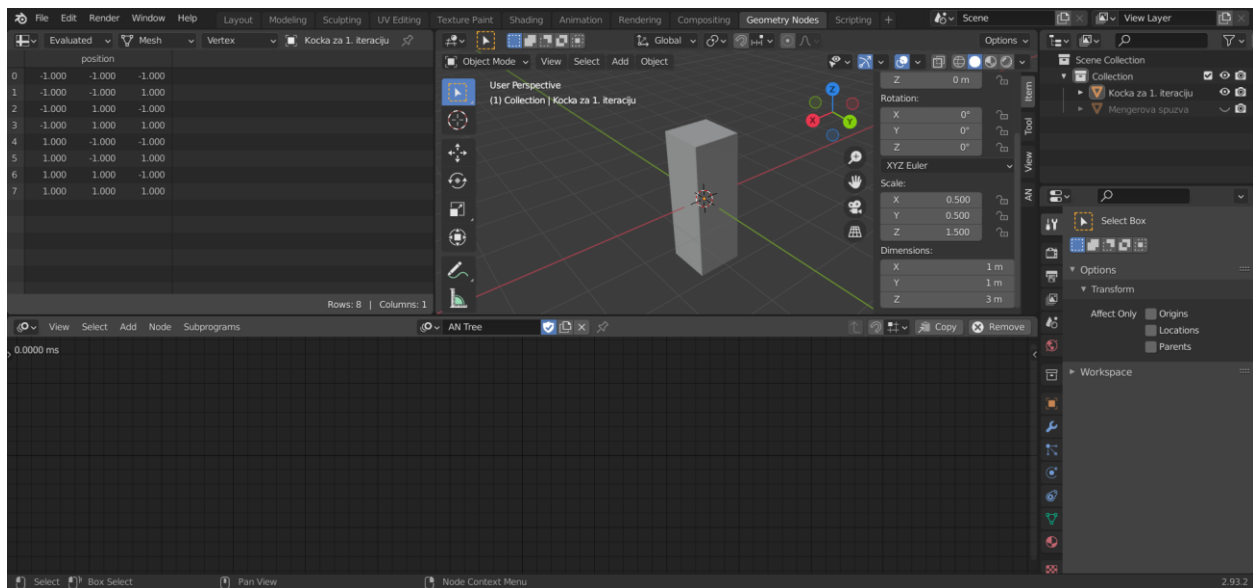 File Edit Render Window Help Layout Modeling Sculpting UV Editing Texture Paint Shading Animation Rendering Compositing Geometry Nodes Scripting + Scene View Layer
Evaluated Mesh Vertex Kocka za 1. iteraciju
position
0 -1.000 -1.000 -1.000
1 -1.000 -1.000 1.000
2 -1.000 1.000 -1.000
3 -1.000 1.000 1.000
4 1.000 -1.000 -1.000
5 1.000 -1.000 1.000
6 1.000 1.000 -1.000
7 1.000 1.000 1.000
Rows: 8 | Columns: 1
Global Options
Object Mode View Select Add Object
User Perspective
(1) Collection | Kocka za 1. iteraciju
Z
X
Y
Z 0 m
Rotation:
X 0°
Y 0°
Z 0°
XYZ Euler
Scale:
X 0.500
Y 0.500
Z 1.500
Dimensions:
X 1 m
Y 1 m
Z 3 m
Item
Tool
View
AN
Scene Collection
Collection
Kocka za 1. iteraciju
Mengerova spuzva
Select Box
Options
Transform
Affect Only Origins
Locations
Parents
Workspace
View Select Add Node Subprograms AN Tree Copy Remove
0.0000 ms
Select Box Select Pan View Node Context Menu 2.93.2